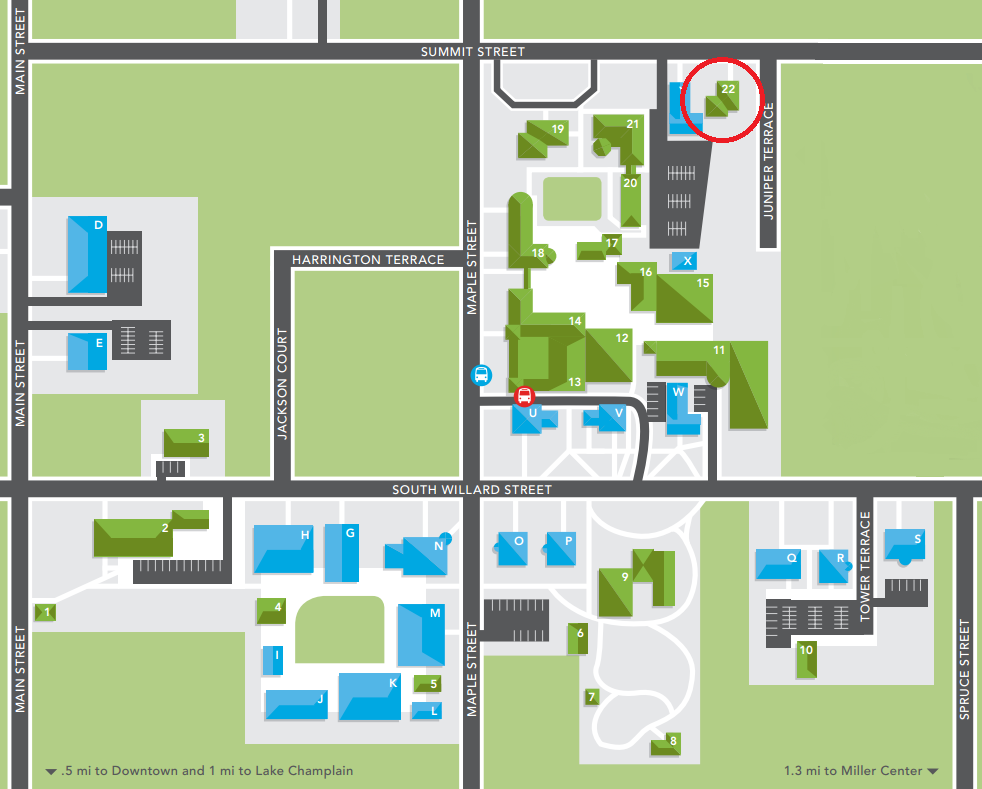 MAIN STREET
SUMMIT STREET
22
19
21
JUNIPER TERRACE
20
D
MAPLE STREET
17
18
HARRINGTON TERRACE
X
16
15
14
12
E
11
MAIN STREET
JACKSON COURT
13
W
U
V
3
SOUTH WILLARD STREET
2
H
G
N
O
P
TOWER TERRACE
S
Q
R
9
1
4
M
6
10
I
MAIN STREET
MAPLE STREET
SPRUCE STREET
K
5
J
L
7
8
.5 mi to Downtown and 1 mi to Lake Champlain
1.3 mi to Miller Center